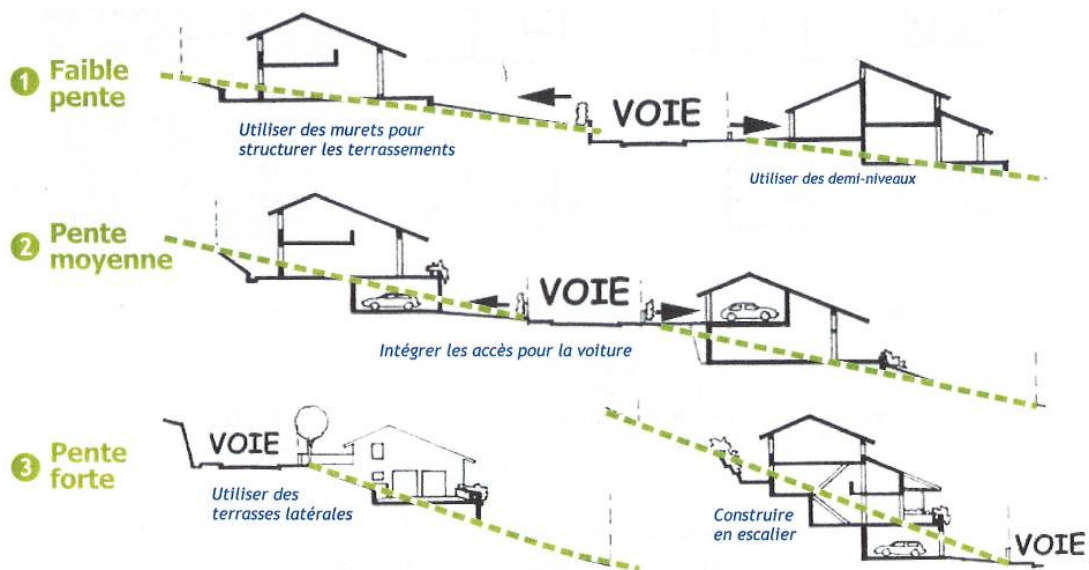 1 Faible
pente
VOIE
Utiliser des murets pour
structurer les terrassements
Utiliser des demi-niveaux
2 Pente
moyenne
VOIE
Intégrer les accès pour la voiture
3 Pente
forte
VOIE
Utiliser des
terrasses latérales
Construire
en escalier
VOIE